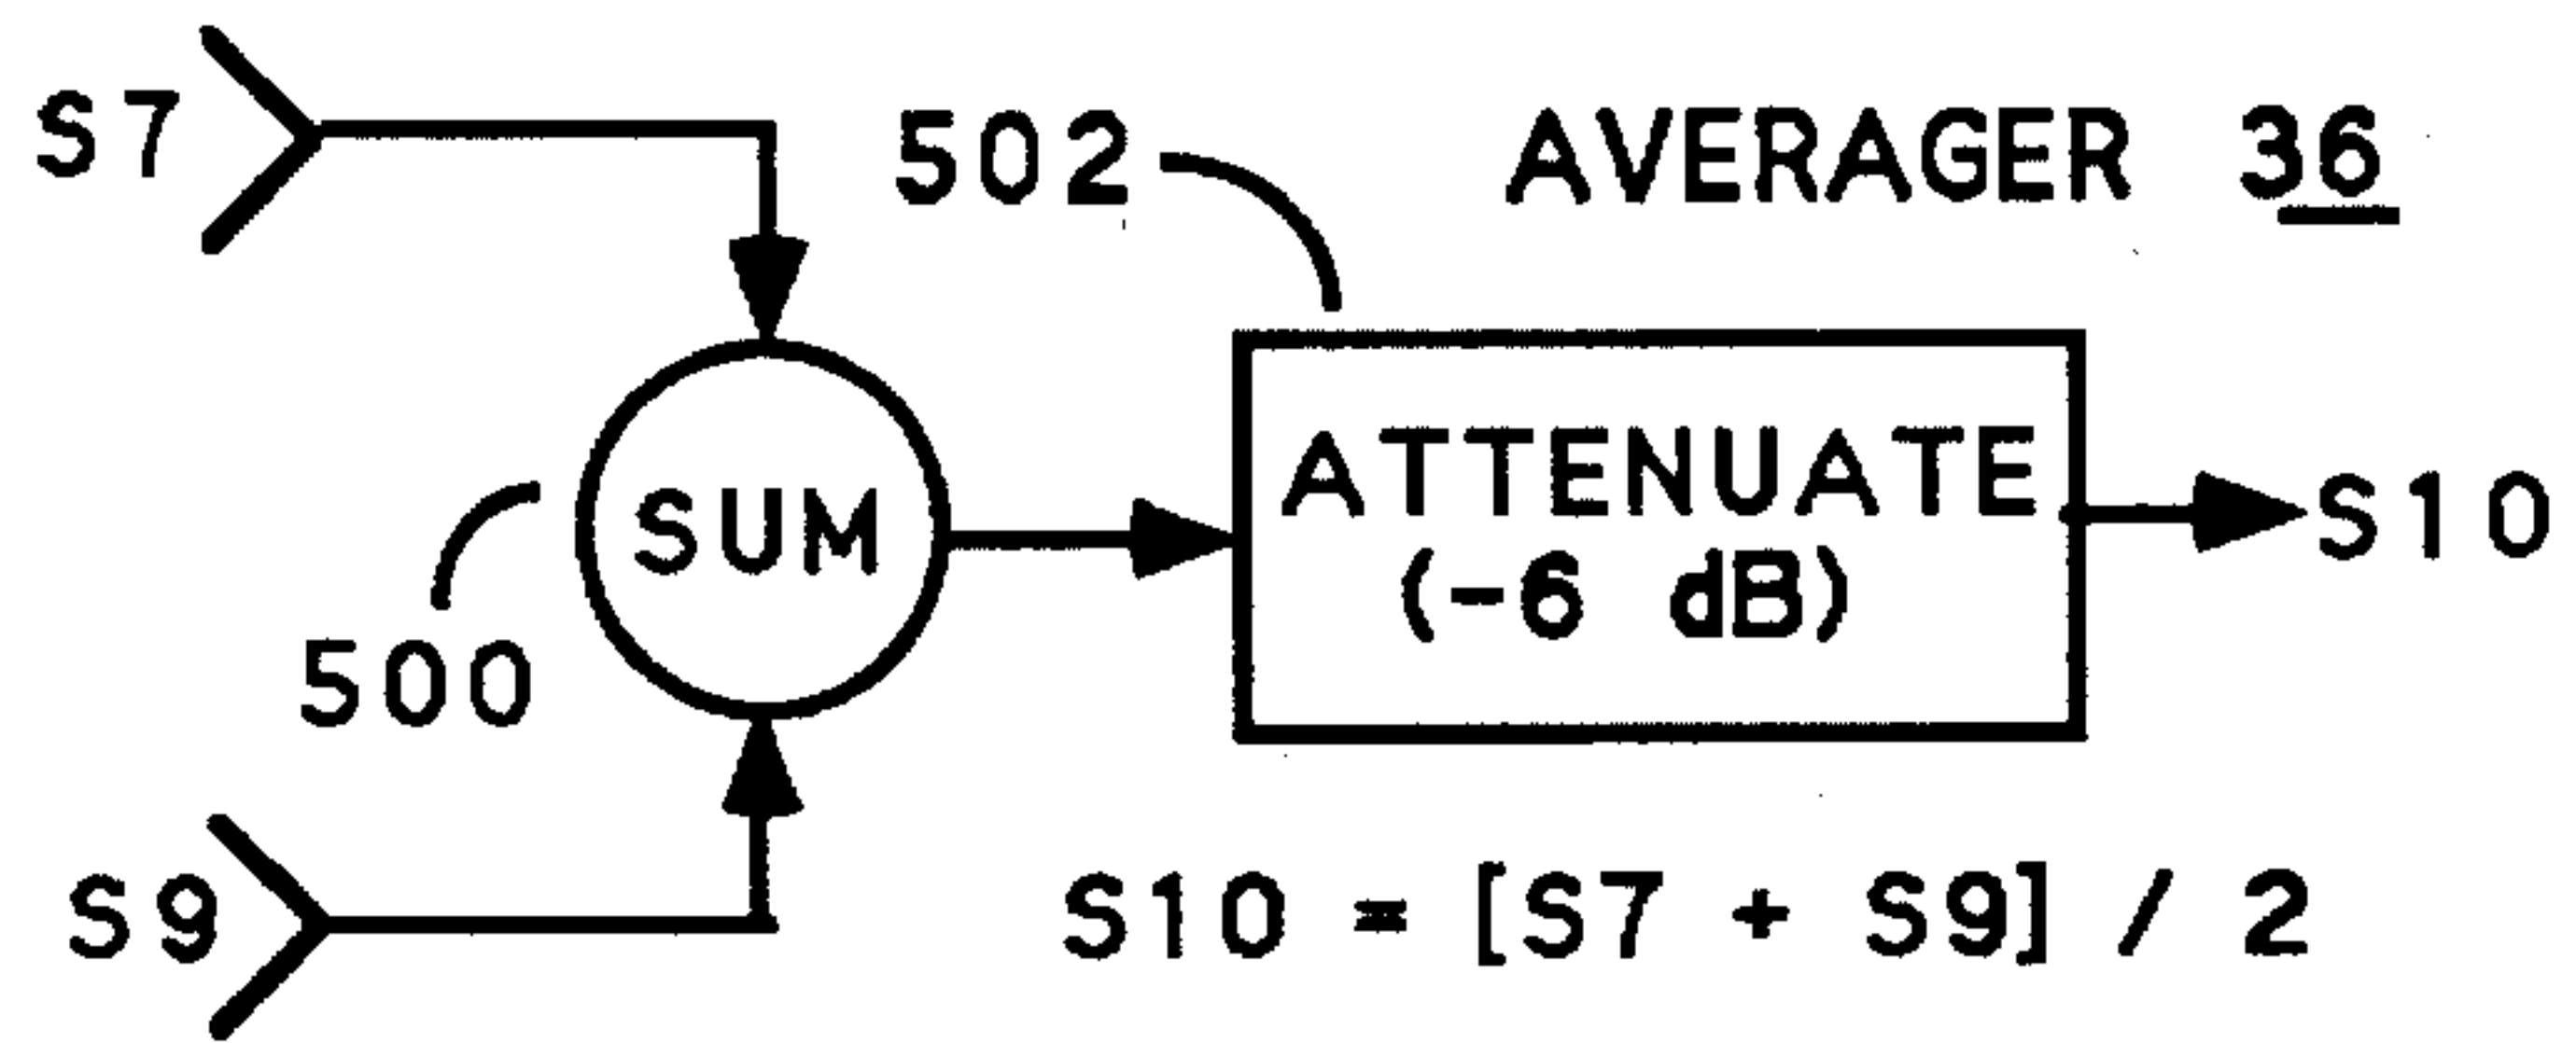 S7
502
AVERAGER 36
SUM
ATTENUATE
(-6 dB)
S10
500
S9
S10 = [S7 + S9] / 2